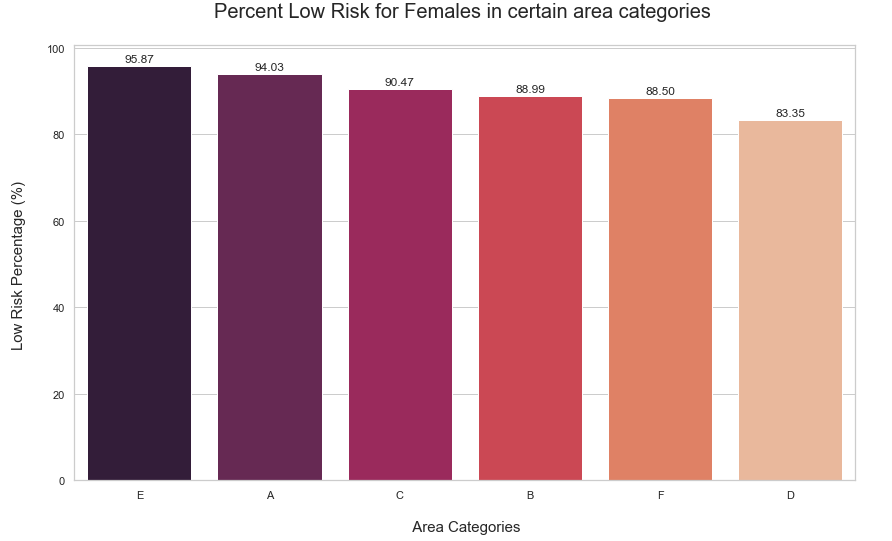 Percent Low Risk for Females in certain area categories
Low Risk Percentage (%)
100
80
60
40
20
0
95.87
94.03
90.47
88.99
88.50
83.35
E
A
C
B
F
D
Area Categories